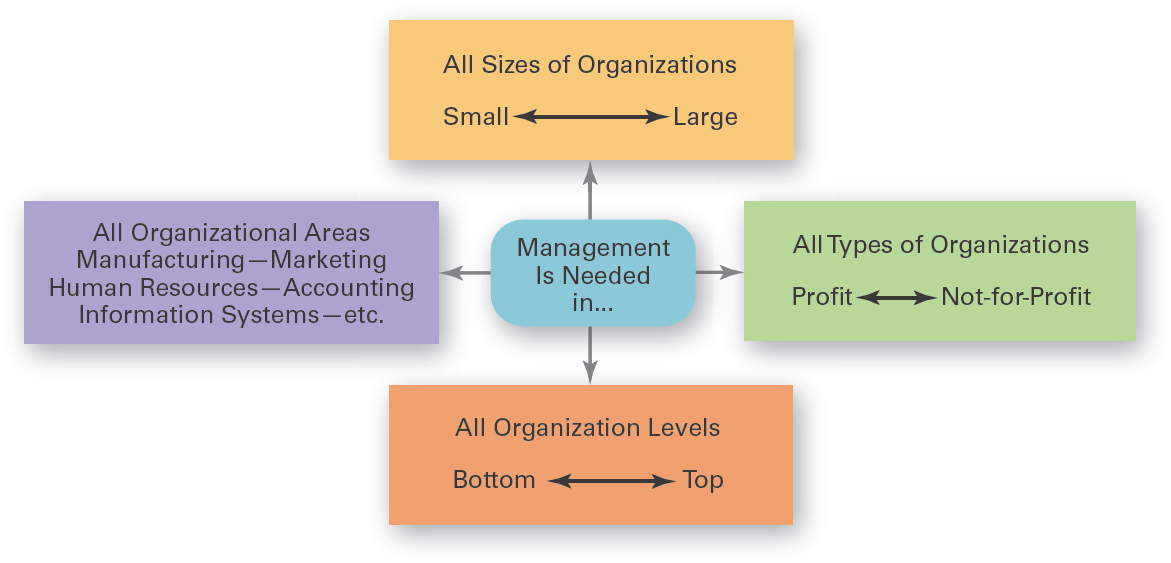 All Sizes of Organizations
Small Large
All Organizational Areas
Manufacturing—Marketing
Human Resources—Accounting
Information Systems—etc.
Management
Is Needed
in...
All Types of Organizations
Profit Not-for-Profit
All Organization Levels
Bottom Top